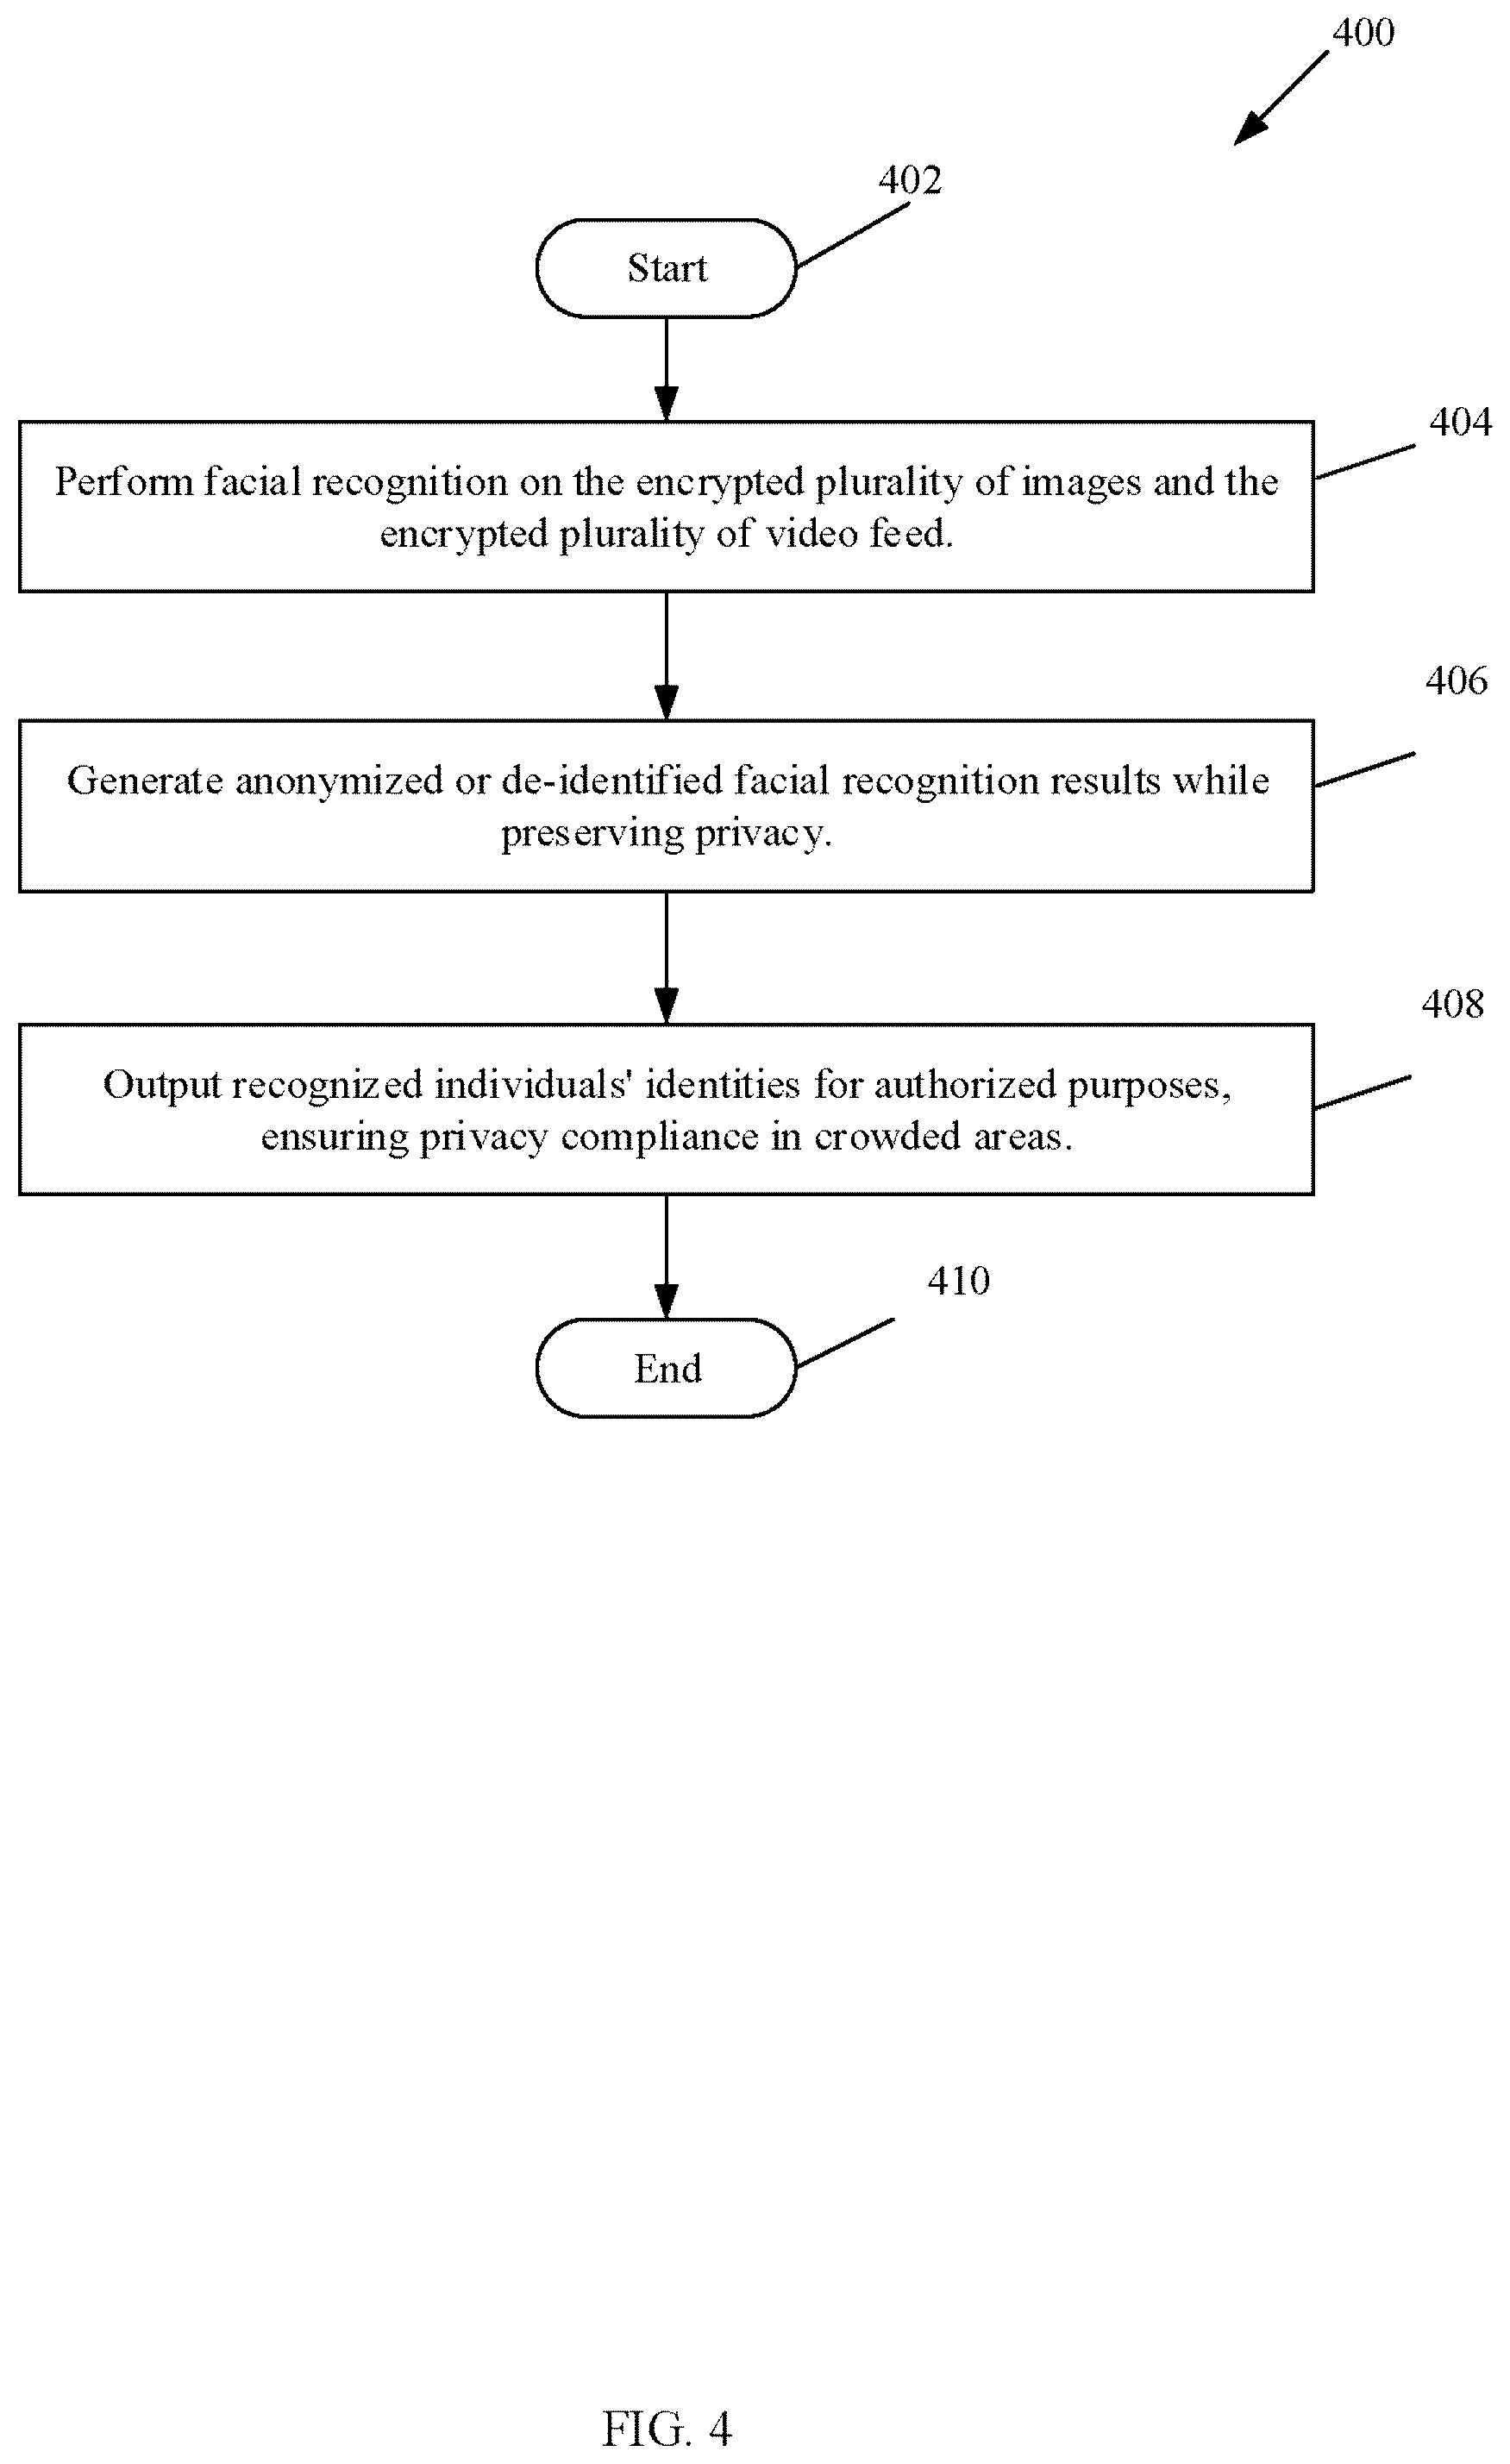 400
402
Start
404
Perform facial recognition on the encrypted plurality of images and the
encrypted plurality of video feed.
406
Generate anonymized or de-identified facial recognition results while
preserving privacy.
408
Output recognized individuals' identities for authorized purposes,
ensuring privacy compliance in crowded areas.
410
End
FIG. 4